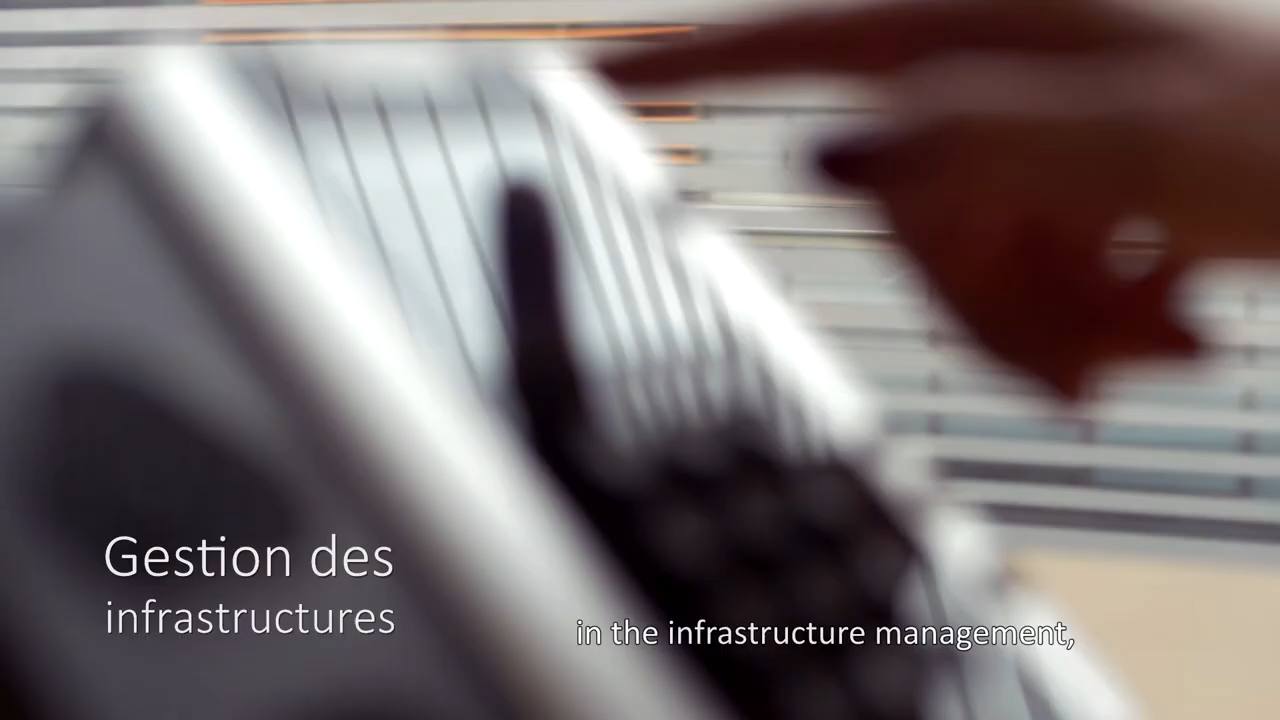 Gestion des
infrastructures
in the infrastructure management,